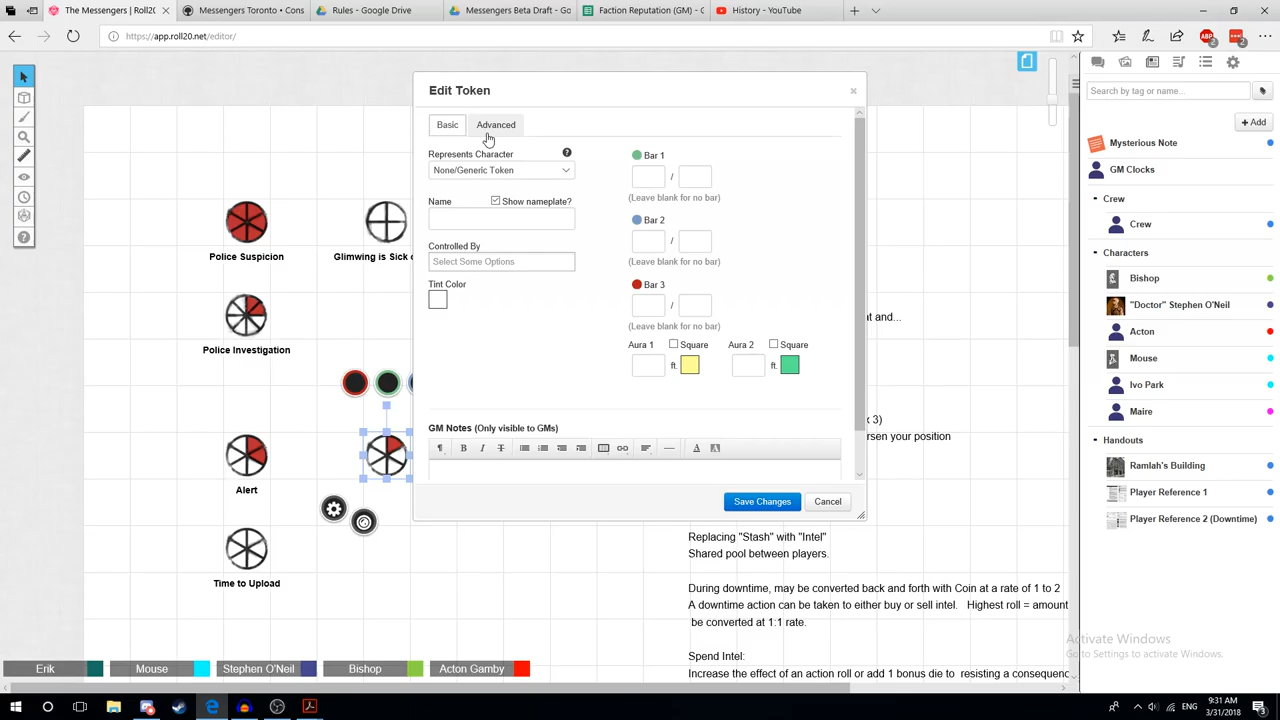 The Messengers | Roll20
Messengers Toronto • Cons
Rules - Google Drive
Messengers Beta Draft - Go
Faction Reputation (GM) - G
History - YouTube
https://app.roll20.net/editor/
ABP
2
2
Edit Token
Basic
Advanced
Represents Character
None/Generic Token
Name
Show nameplate?
Controlled By
Select Some Options
Tint Color
Bar 1
/
(Leave blank for no bar)
Bar 2
/
(Leave blank for no bar)
Bar 3
/
(Leave blank for no bar)
Aura 1
Square
Aura 2
Square
ft.
ft.
GM Notes (Only visible to GMs)
Save Changes
Cancel
Police Suspicion
Glimwing is Sick o
Police Investigation
Alert
Time to Upload
nt and...
x 3)
rsen your position
Replacing "Stash" with "Intel"
Shared pool between players.
During downtime, may be converted back and forth with Coin at a rate of 1 to 2
A downtime action can be taken to either buy or sell intel. Highest roll = amount
be converted at 1:1 rate.
Spend Intel:
Increase the effect of an action roll or add 1 bonus die to resisting a consequenc
Search by tag or name...
+ Add
Mysterious Note
GM Clocks
Crew
Crew
Characters
Bishop
"Doctor" Stephen O'Neil
Acton
Mouse
Ivo Park
Maire
Handouts
Ramlah's Building
Player Reference 1
Player Reference 2 (Downtime)
Activate Windows
Go to Settings to activate Windows.
Erik
Mouse
Stephen O'Neil
Bishop
Acton Gamby
ENG
9:31 AM
3/31/2018
3